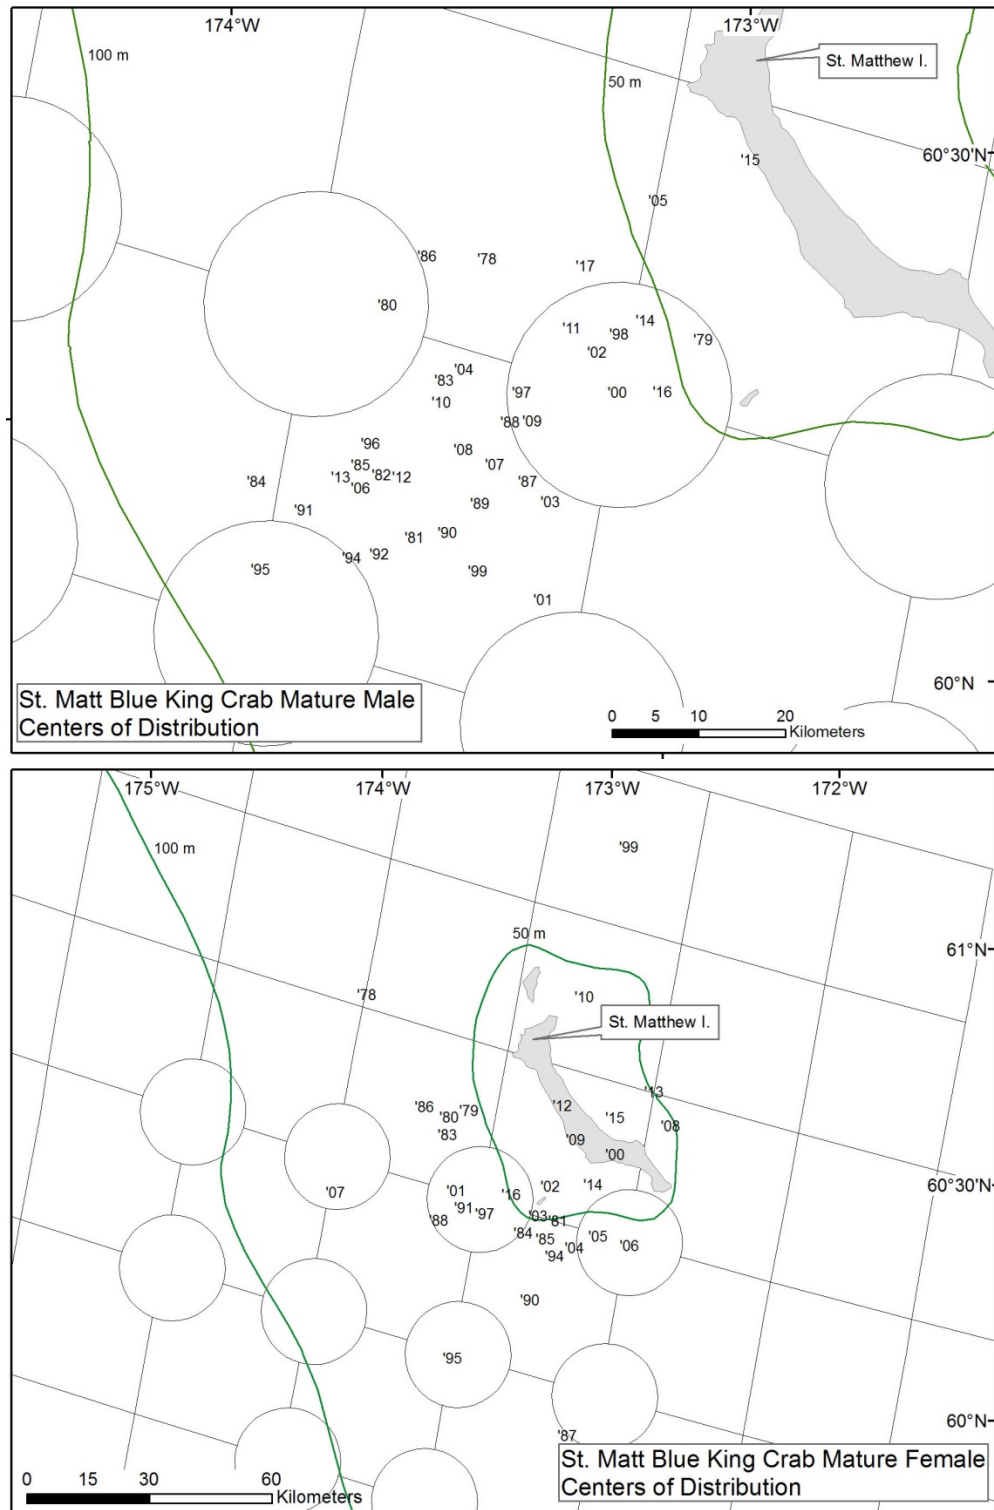 174°W
173°W
100 m
St. Matthew I.
50 m
60°30'N
'15
'05
'86
'78
'17
'80
'14
'11
'98
'79
'02
'04
'83
'97
'00
'16
'10
'88
'09
'96
'08
'85
'07
'13
'82
'12
'84
'06
'87
'89
'03
'91
'90
'81
'94
'92
'95
'99
'01
60°N
St. Matt Blue King Crab Mature Male
Centers of Distribution
0 5 10 20
Kilometers
175°W
174°W
173°W
172°W
100 m
'99
50 m
61°N
'78
'10
St. Matthew I.
'13
'86
'79
'12
'80
'15
'08
'83
'09
'00
60°30'N
'07
'01
'16
'02
'14
'91
'97
'88
'03
'81
'84
'85
'05
'04
'06
'94
'90
'95
60°N
'87
St. Matt Blue King Crab Mature Female
Centers of Distribution
0 15 30 60
Kilometers